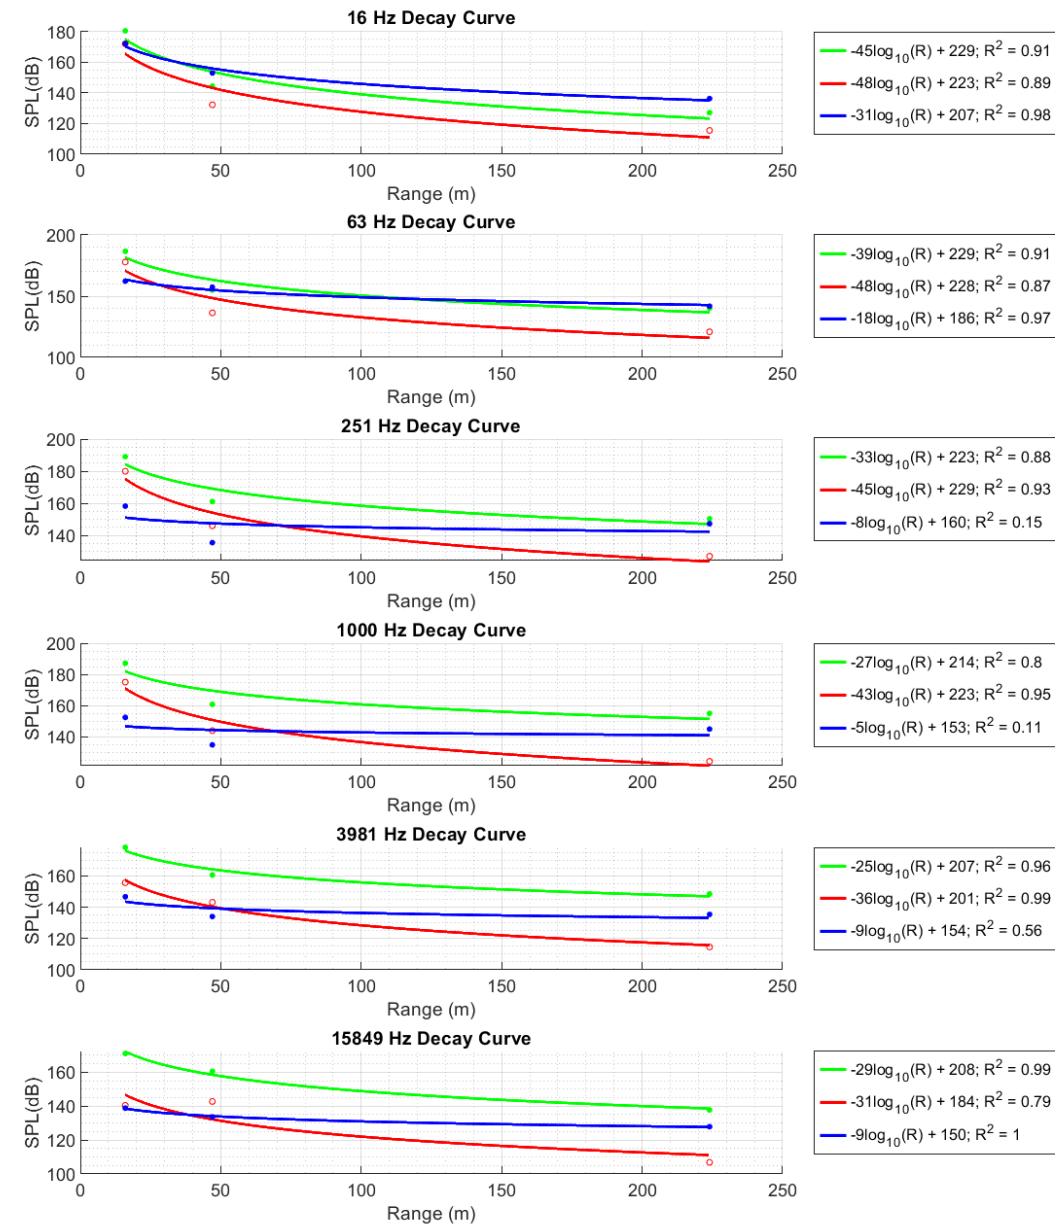 16 Hz Decay Curve
180
160
140
120
100
SPL(dB)
0 50 100 150 200 250
Range (m)
-45log10(R) + 229; R2 = 0.91
-48log10(R) + 223; R2 = 0.89
-31log10(R) + 207; R2 = 0.98
63 Hz Decay Curve
200
150
100
SPL(dB)
0 50 100 150 200 250
Range (m)
-39log10(R) + 229; R2 = 0.91
-48log10(R) + 228; R2 = 0.87
-18log10(R) + 186; R2 = 0.97
251 Hz Decay Curve
200
180
160
140
SPL(dB)
0 50 100 150 200 250
Range (m)
-33log10(R) + 223; R2 = 0.88
-45log10(R) + 229; R2 = 0.93
-8log10(R) + 160; R2 = 0.15
1000 Hz Decay Curve
200
180
160
140
SPL(dB)
0 50 100 150 200 250
Range (m)
-27log10(R) + 214; R2 = 0.8
-43log10(R) + 223; R2 = 0.95
-5log10(R) + 153; R2 = 0.11
3981 Hz Decay Curve
160
140
120
100
SPL(dB)
0 50 100 150 200 250
Range (m)
-25log10(R) + 207; R2 = 0.96
-36log10(R) + 201; R2 = 0.99
-9log10(R) + 154; R2 = 0.56
15849 Hz Decay Curve
160
140
120
100
SPL(dB)
0 50 100 150 200 250
Range (m)
-29log10(R) + 208; R2 = 0.99
-31log10(R) + 184; R2 = 0.79
-9log10(R) + 150; R2 = 1